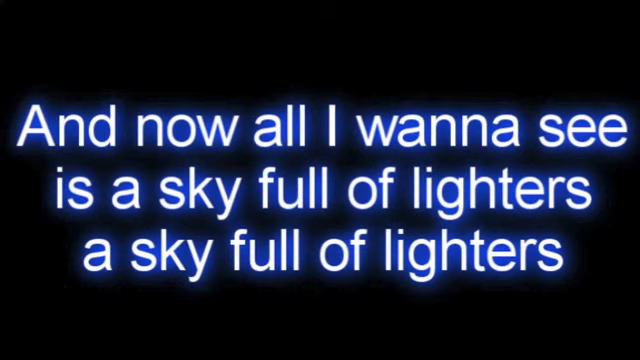 And now all I wanna see
is a sky full of lighters
a sky full of lighters